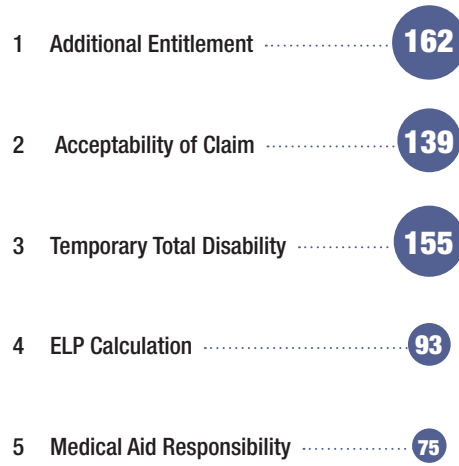 1 Additional Entitlement 162
2 Acceptability of Claim 139
3 Temporary Total Disability 155
4 ELP Calculation 93
5 Medical Aid Responsibility 75